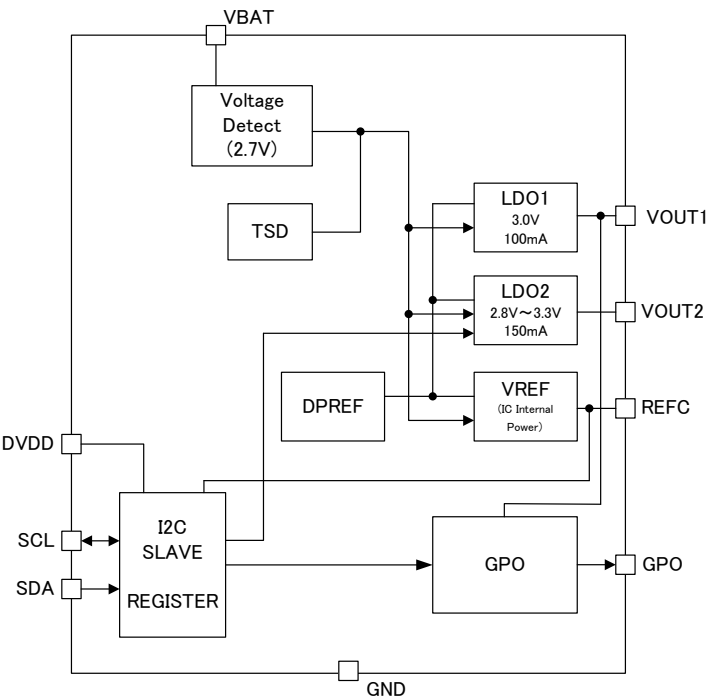 VBAT
Voltage
Detect
(2.7V)
TSD
LDO1
3.0V
100mA
VOUT1
LDO2
2.8V～3.3V
150mA
VOUT2
DPREF
VREF
(IC Internal
Power)
REFC
DVDD
SCL
SDA
I2C
SLAVE
REGISTER
GPO
GPO
GND